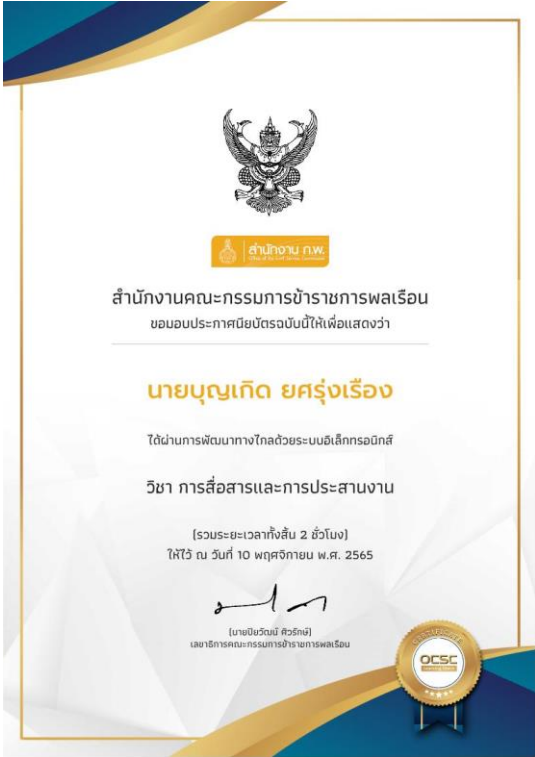 สำนักงาน ก.พ.
Office of the Civil Service Commission
สำนักงานคณะกรรมการข้าราชการพลเรือน
ขอมอบประกาศนียบัตรฉบับนี้ให้เพื่อแสดงว่า
นายบุญเกิด ยศรุ่งเรือง
ได้ผ่านการพัฒนาทางไกลด้วยระบบอิเล็กทรอนิกส์
วิชา การสื่อสารและการประสานงาน
(รวมระยะเวลาทั้งสิ้น 2 ชั่วโมง)
ให้ไว้ ณ วันที่ 10 พฤศจิกายน พ.ศ. 2565
(นายปิยวัฒน์ ศิวรักษ์)
เลขาธิการคณะกรรมการข้าราชการพลเรือน
OCSC